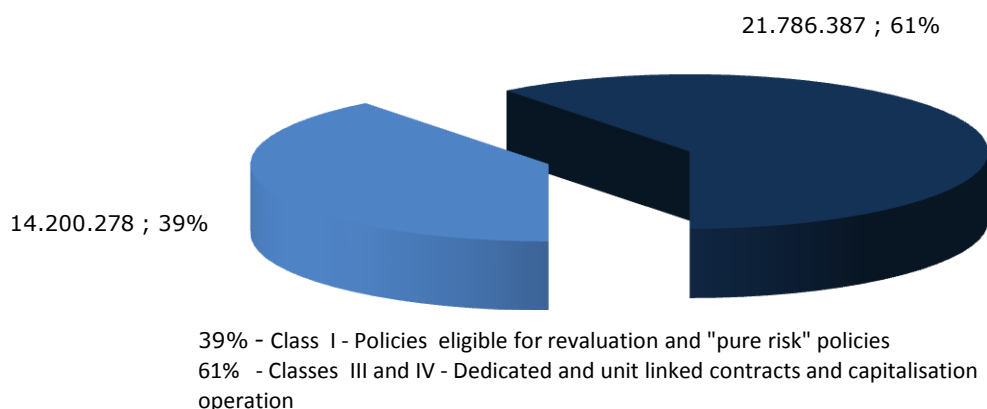 21.786.387 ; 61%
14.200.278 ; 39%
39% - Class I - Policies eligible for revaluation and "pure risk" policies
61% - Classes III and IV - Dedicated and unit linked contracts and capitalisation
operation